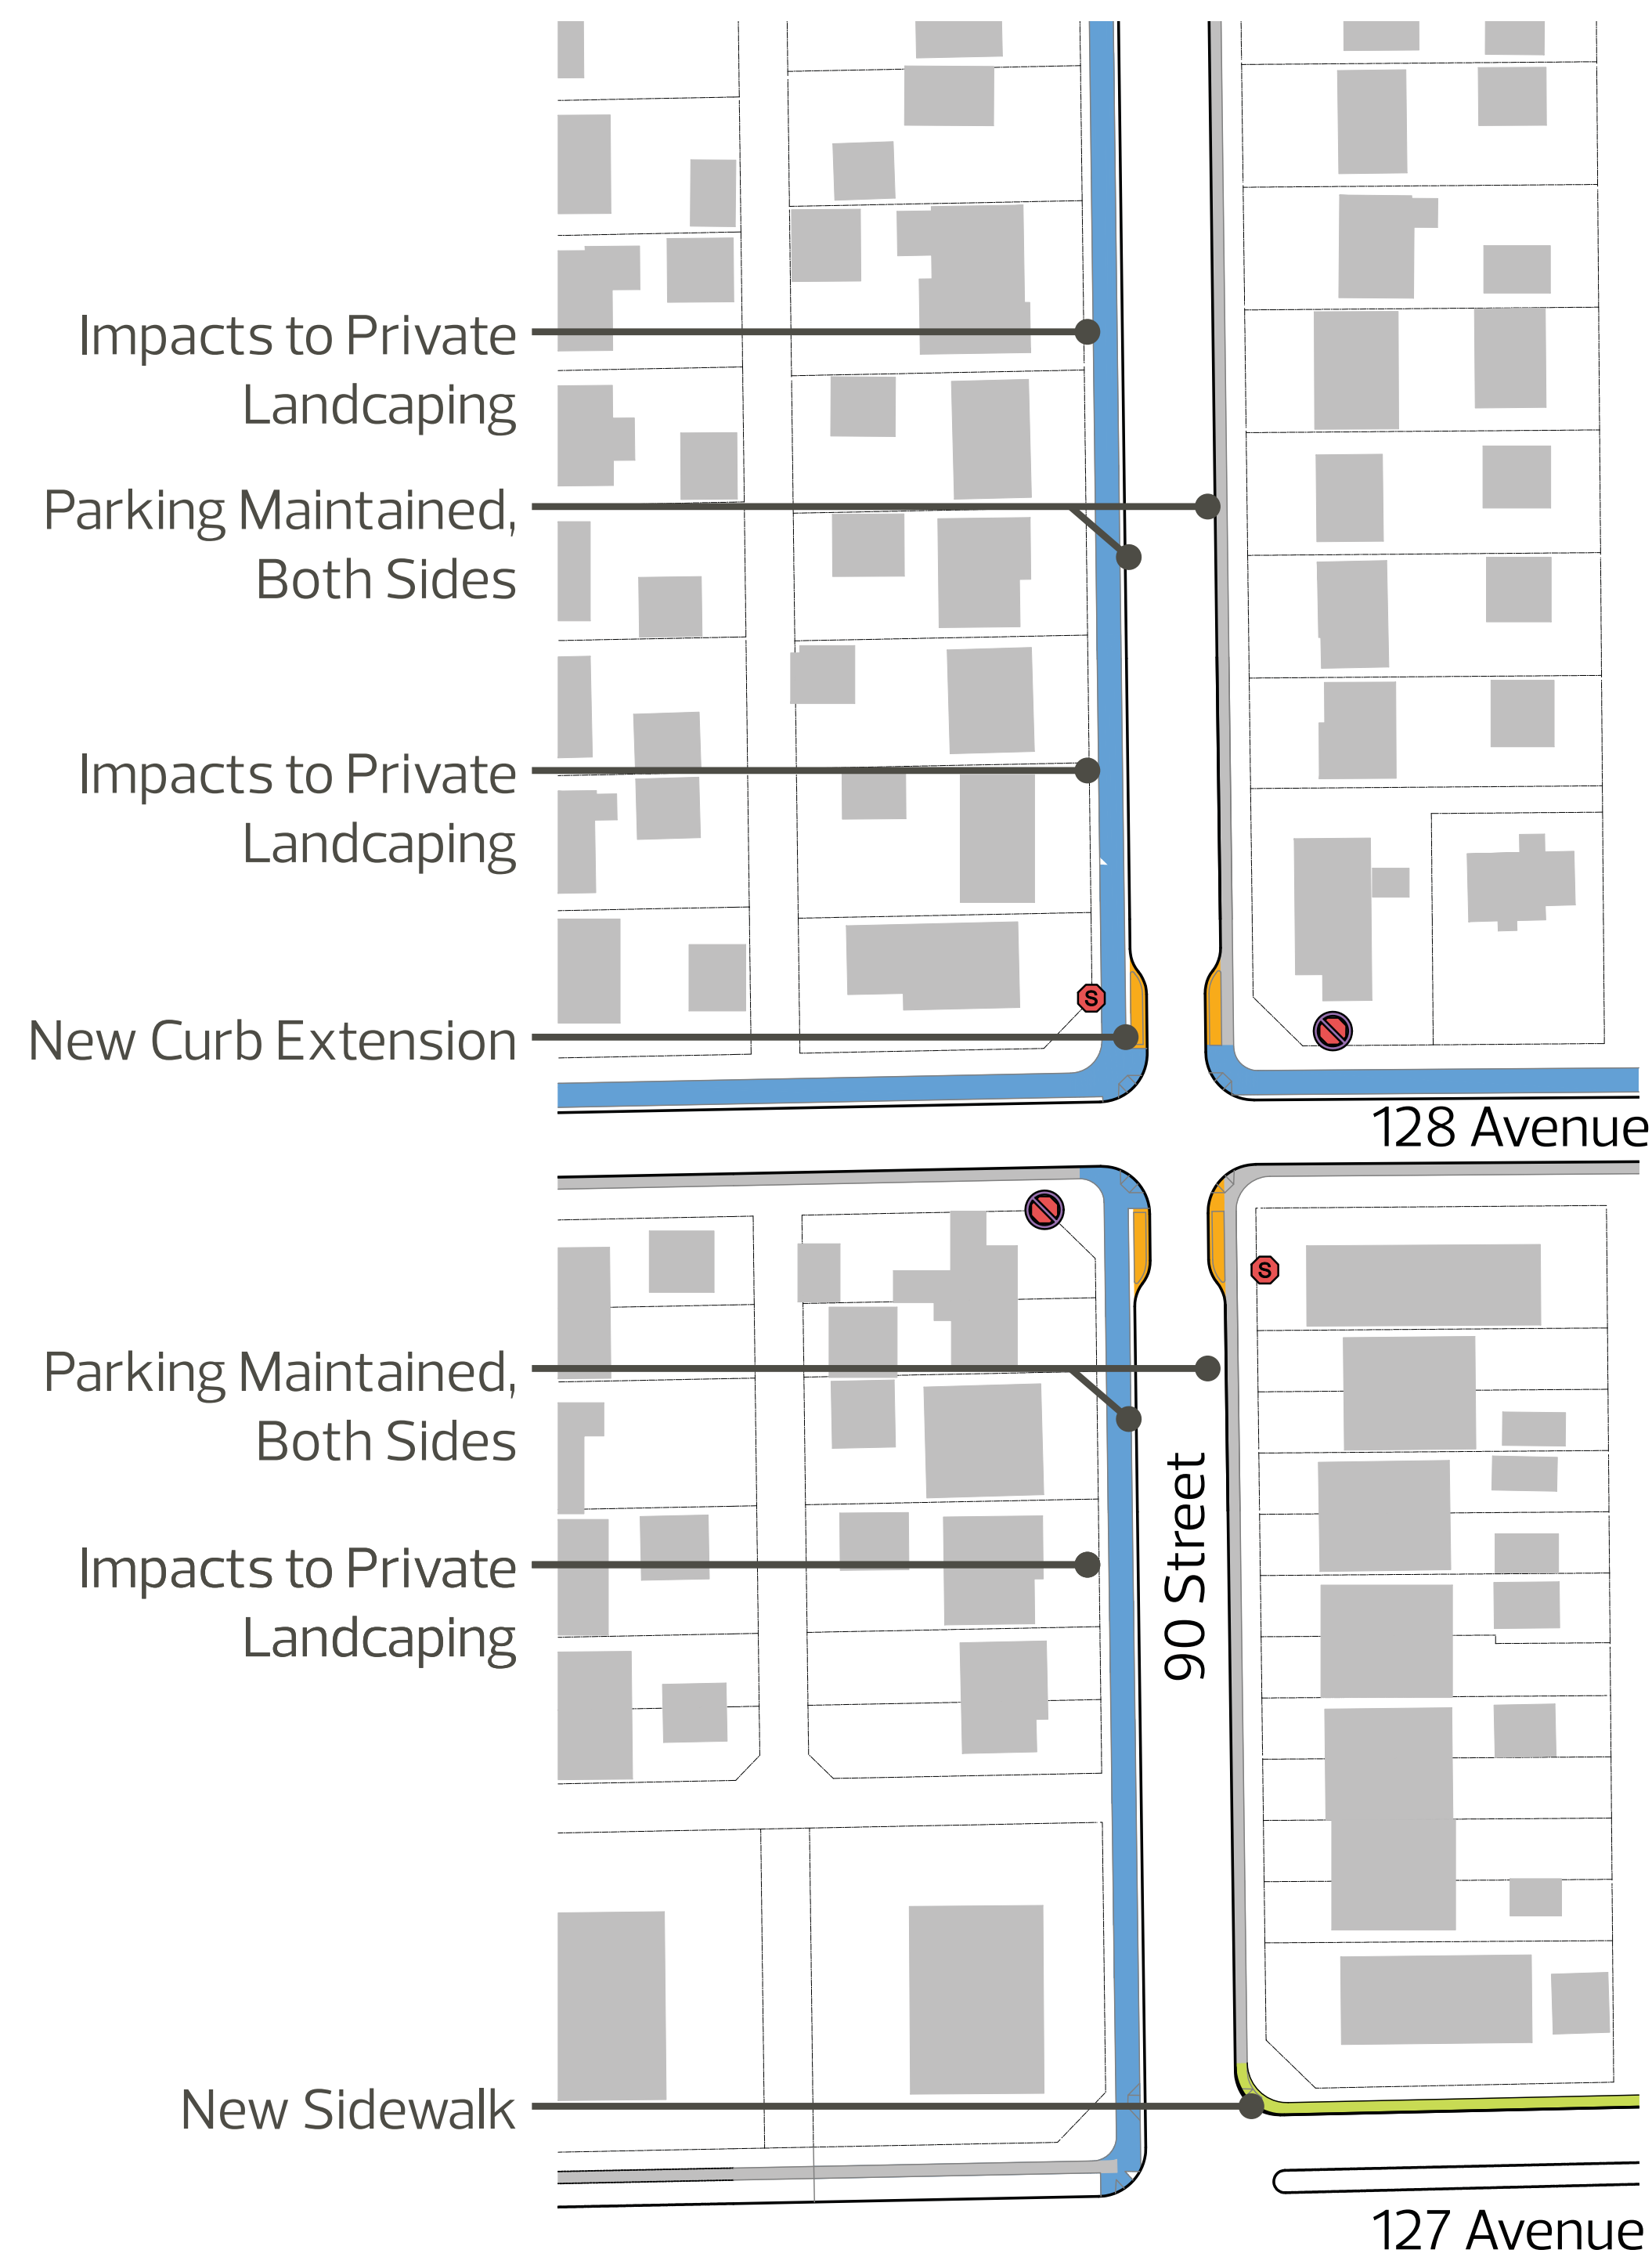 Impacts to Private
Landcaping
Parking Maintained,
Both Sides
Impacts to Private
Landcaping
S
New Curb Extension
128 Avenue
S
Parking Maintained,
Both Sides
90 Street
Impacts to Private
Landcaping
New Sidewalk
127 Avenue